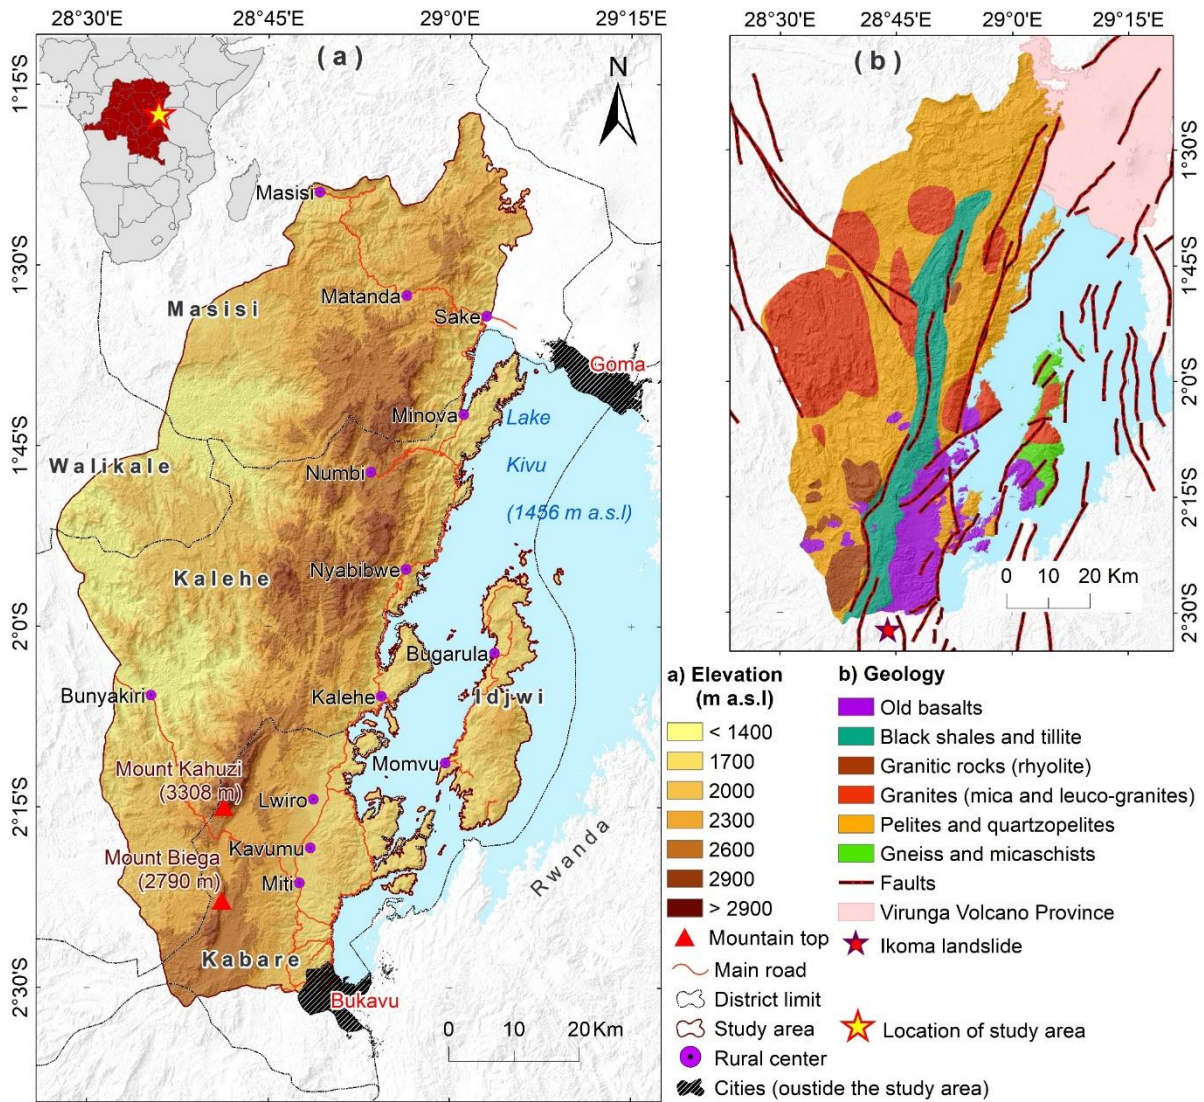 28°30'E 28°45'E 29°0'E 29°15'E
( a )
N
1°15'S
1°30'S
1°45'S
2°0'S
2°15'S
2°30'S
Masisi
Matanda
Masisi
Sake
Goma
Minova
Lake
Kivu
(1456 m a.s.l)
Walikale
Numbi
Kalehe
Nyabibwe
Bugarula
Bunyakiri
Kalehe
Idjwi
Mount Kahuzi
(3308 m)
Momvu
Lwiro
Kavumu
Mount Biega
(2790 m)
Miti
Rwanda
Kabare
Bukavu
0 10 20 Km
28°30'E 28°45'E 29°0'E 29°15'E
( b )
1°30'S
1°45'S
2°0'S
2°15'S
2°30'S
0 10 20 Km
a) Elevation
(m a.s.l)
< 1400
1700
2000
2300
2600
2900
> 2900
Mountain top
Main road
District limit
Study area
Rural center
Cities (oustide the study area)
b) Geology
Old basalts
Black shales and tillite
Granitic rocks (rhyolite)
Granites (mica and leuco-granites)
Pelites and quartzopelites
Gneiss and micaschists
Faults
Virunga Volcano Province
Ikoma landslide
Location of study area